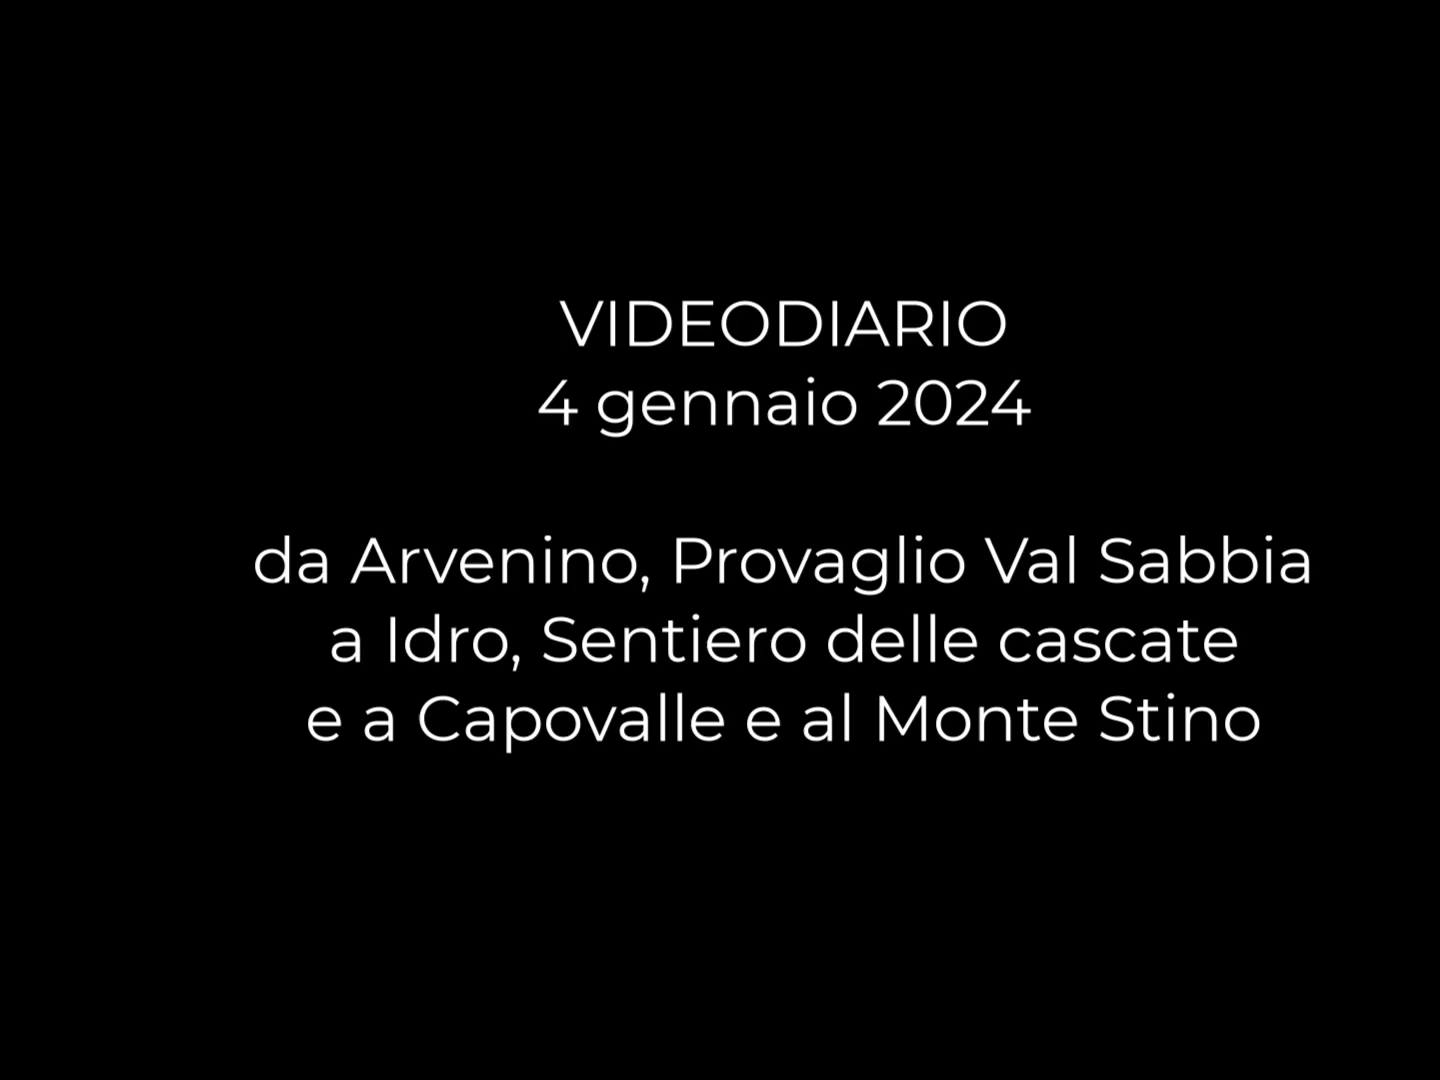 VIDEODIARIO
4 gennaio 2024
da Arvenino, Provaglio Val Sabbia
a Idro, Sentiero delle cascate
e a Capovalle e al Monte Stino